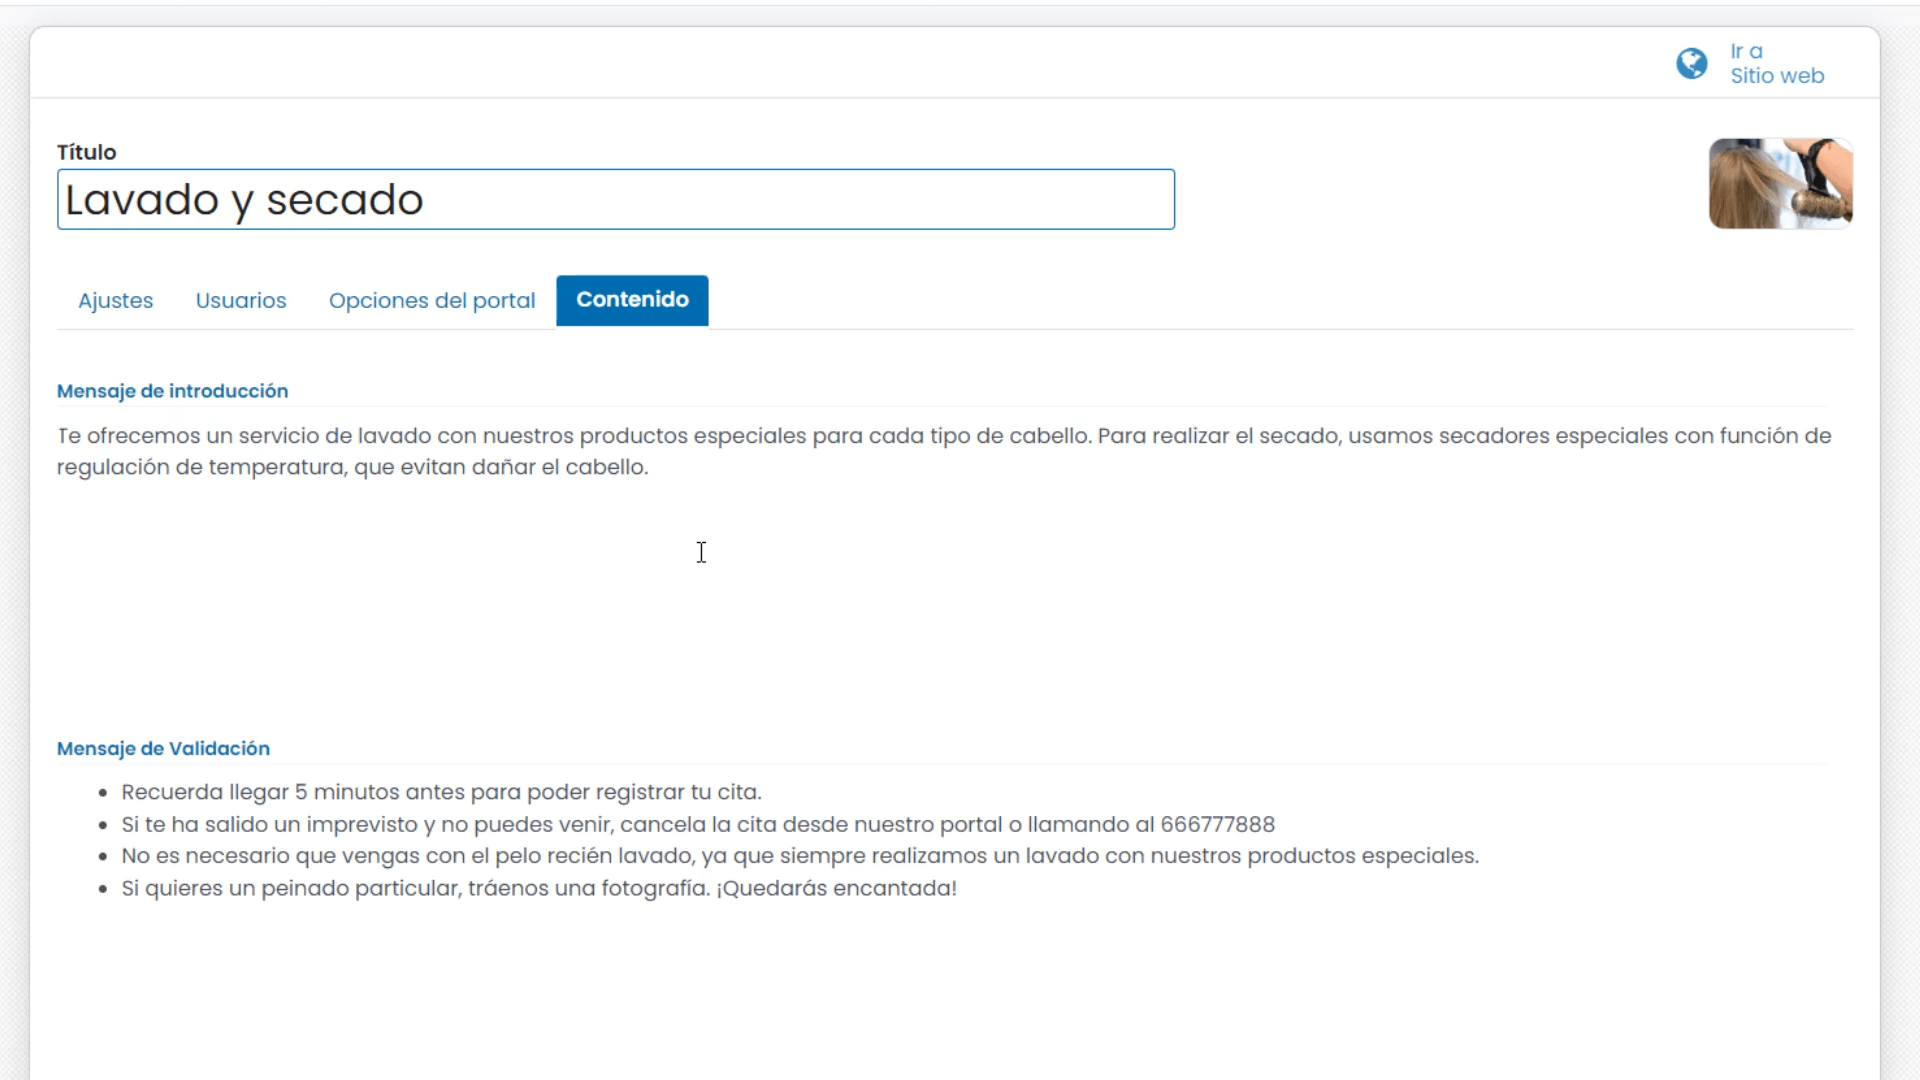 Ir a
Sitio web
Título
Lavado y secado
Ajustes Usuarios Opciones del portal Contenido
Mensaje de introducción
Te ofrecemos un servicio de lavado con nuestros productos especiales para cada tipo de cabello. Para realizar el secado, usamos secadores especiales con función de
regulación de temperatura, que evitan dañar el cabello.
Mensaje de Validación
• Recuerda llegar 5 minutos antes para poder registrar tu cita.
• Si te ha salido un imprevisto y no puedes venir, cancela la cita desde nuestro portal o llamando al 666777888
• No es necesario que vengas con el pelo recién lavado, ya que siempre realizamos un lavado con nuestros productos especiales.
• Si quieres un peinado particular, tráenos una fotografía. ¡Quedarás encantada!